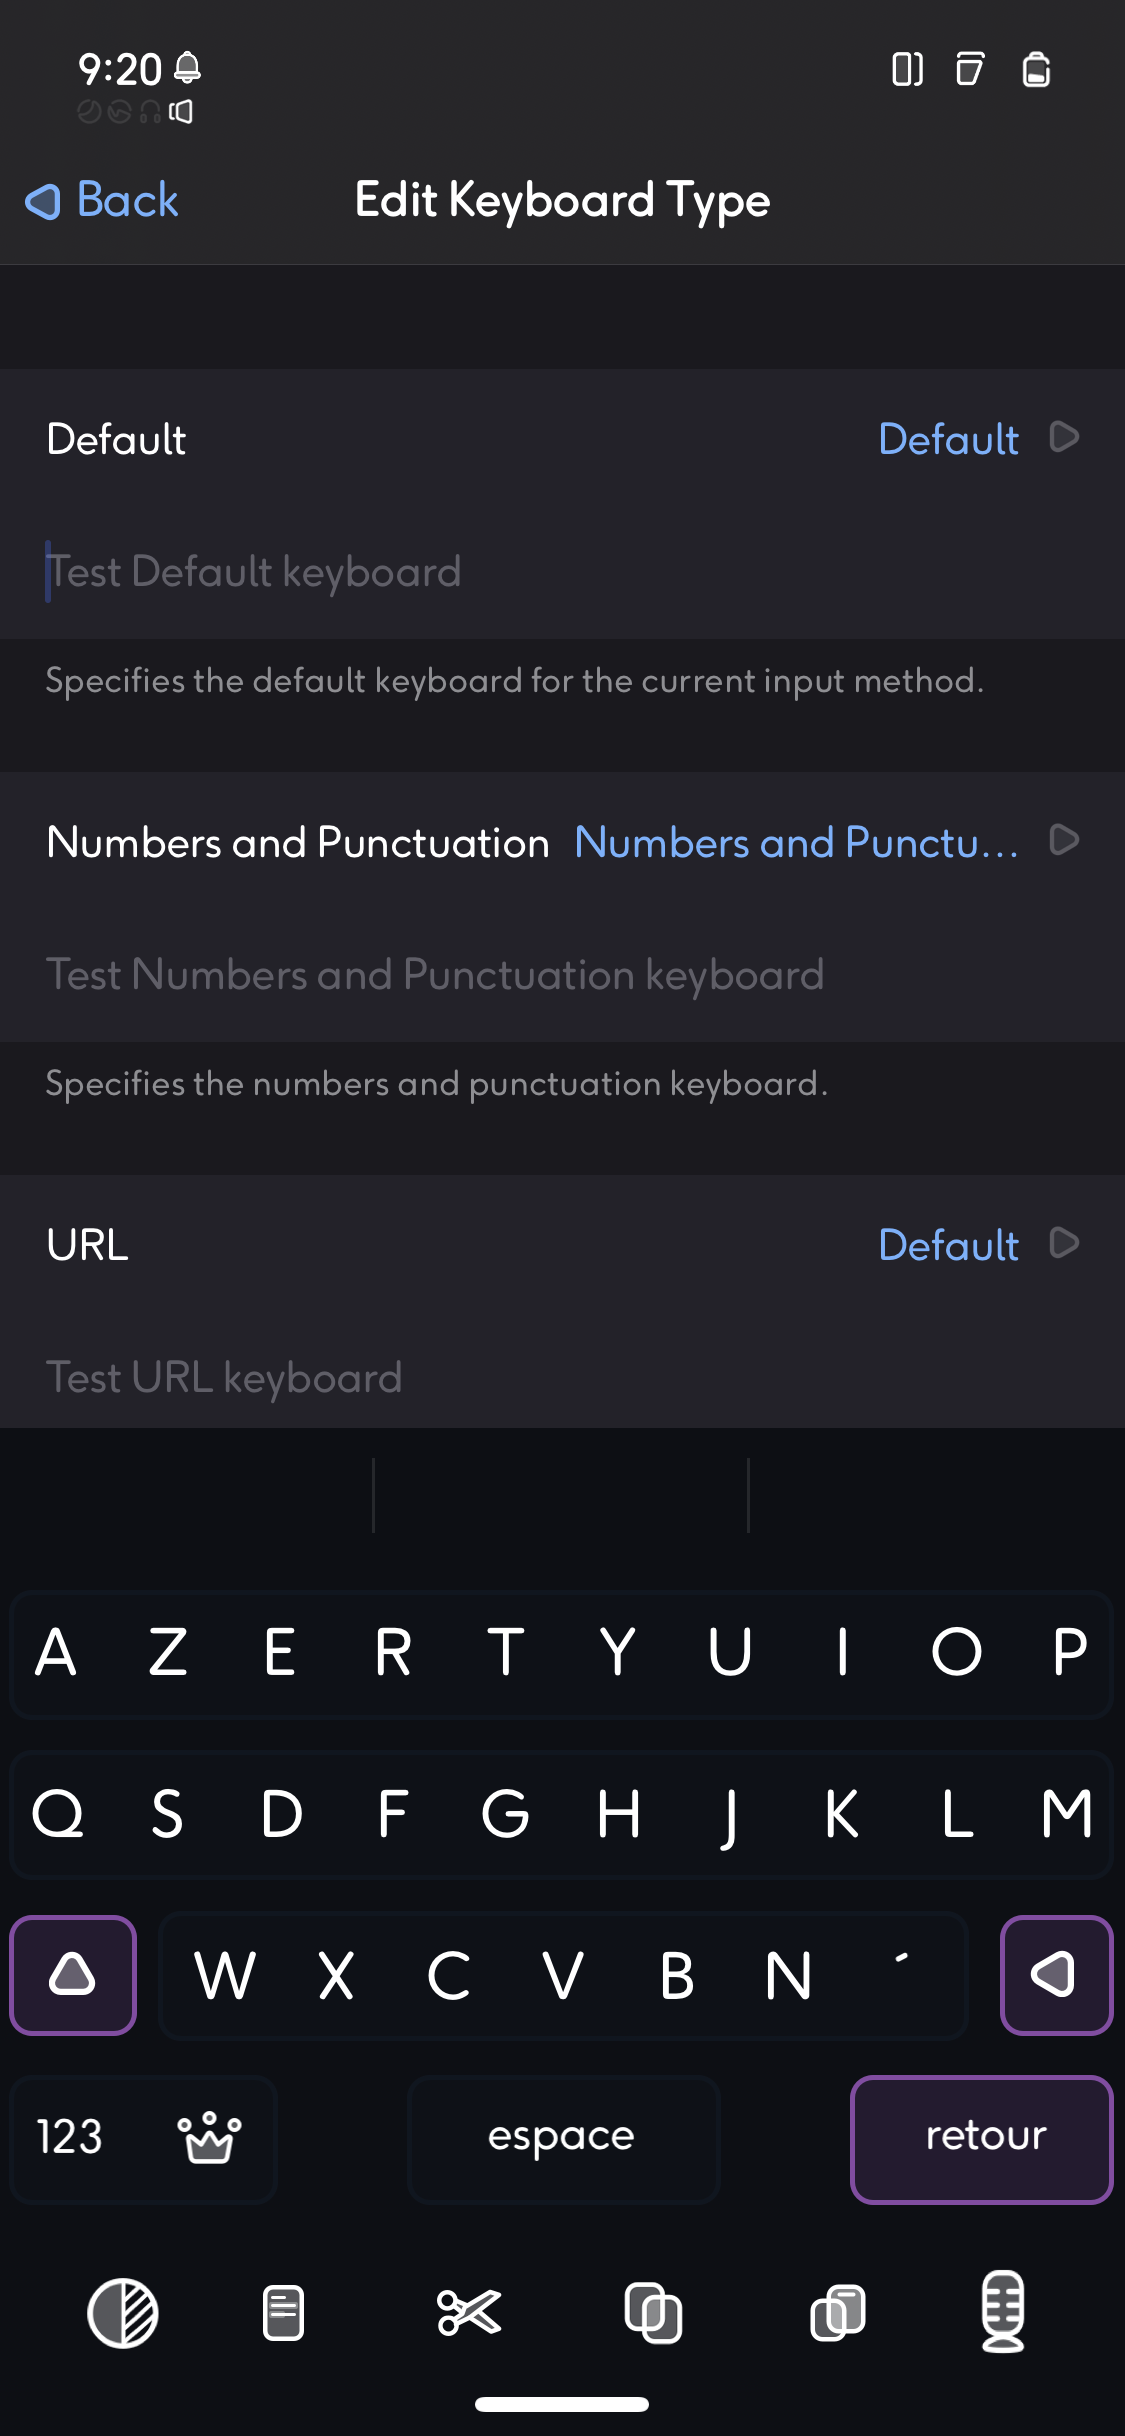 9:20
Back
Edit Keyboard Type
Default Default
Test Default keyboard
Specifies the default keyboard for the current input method.
Numbers and Punctuation Numbers and Punctu...
Test Numbers and Punctuation keyboard
Specifies the numbers and punctuation keyboard.
URL Default
Test URL keyboard
A Z E R T Y U I O P
Q S D F G H J K L M
W X C V B N ´
123 espace retour